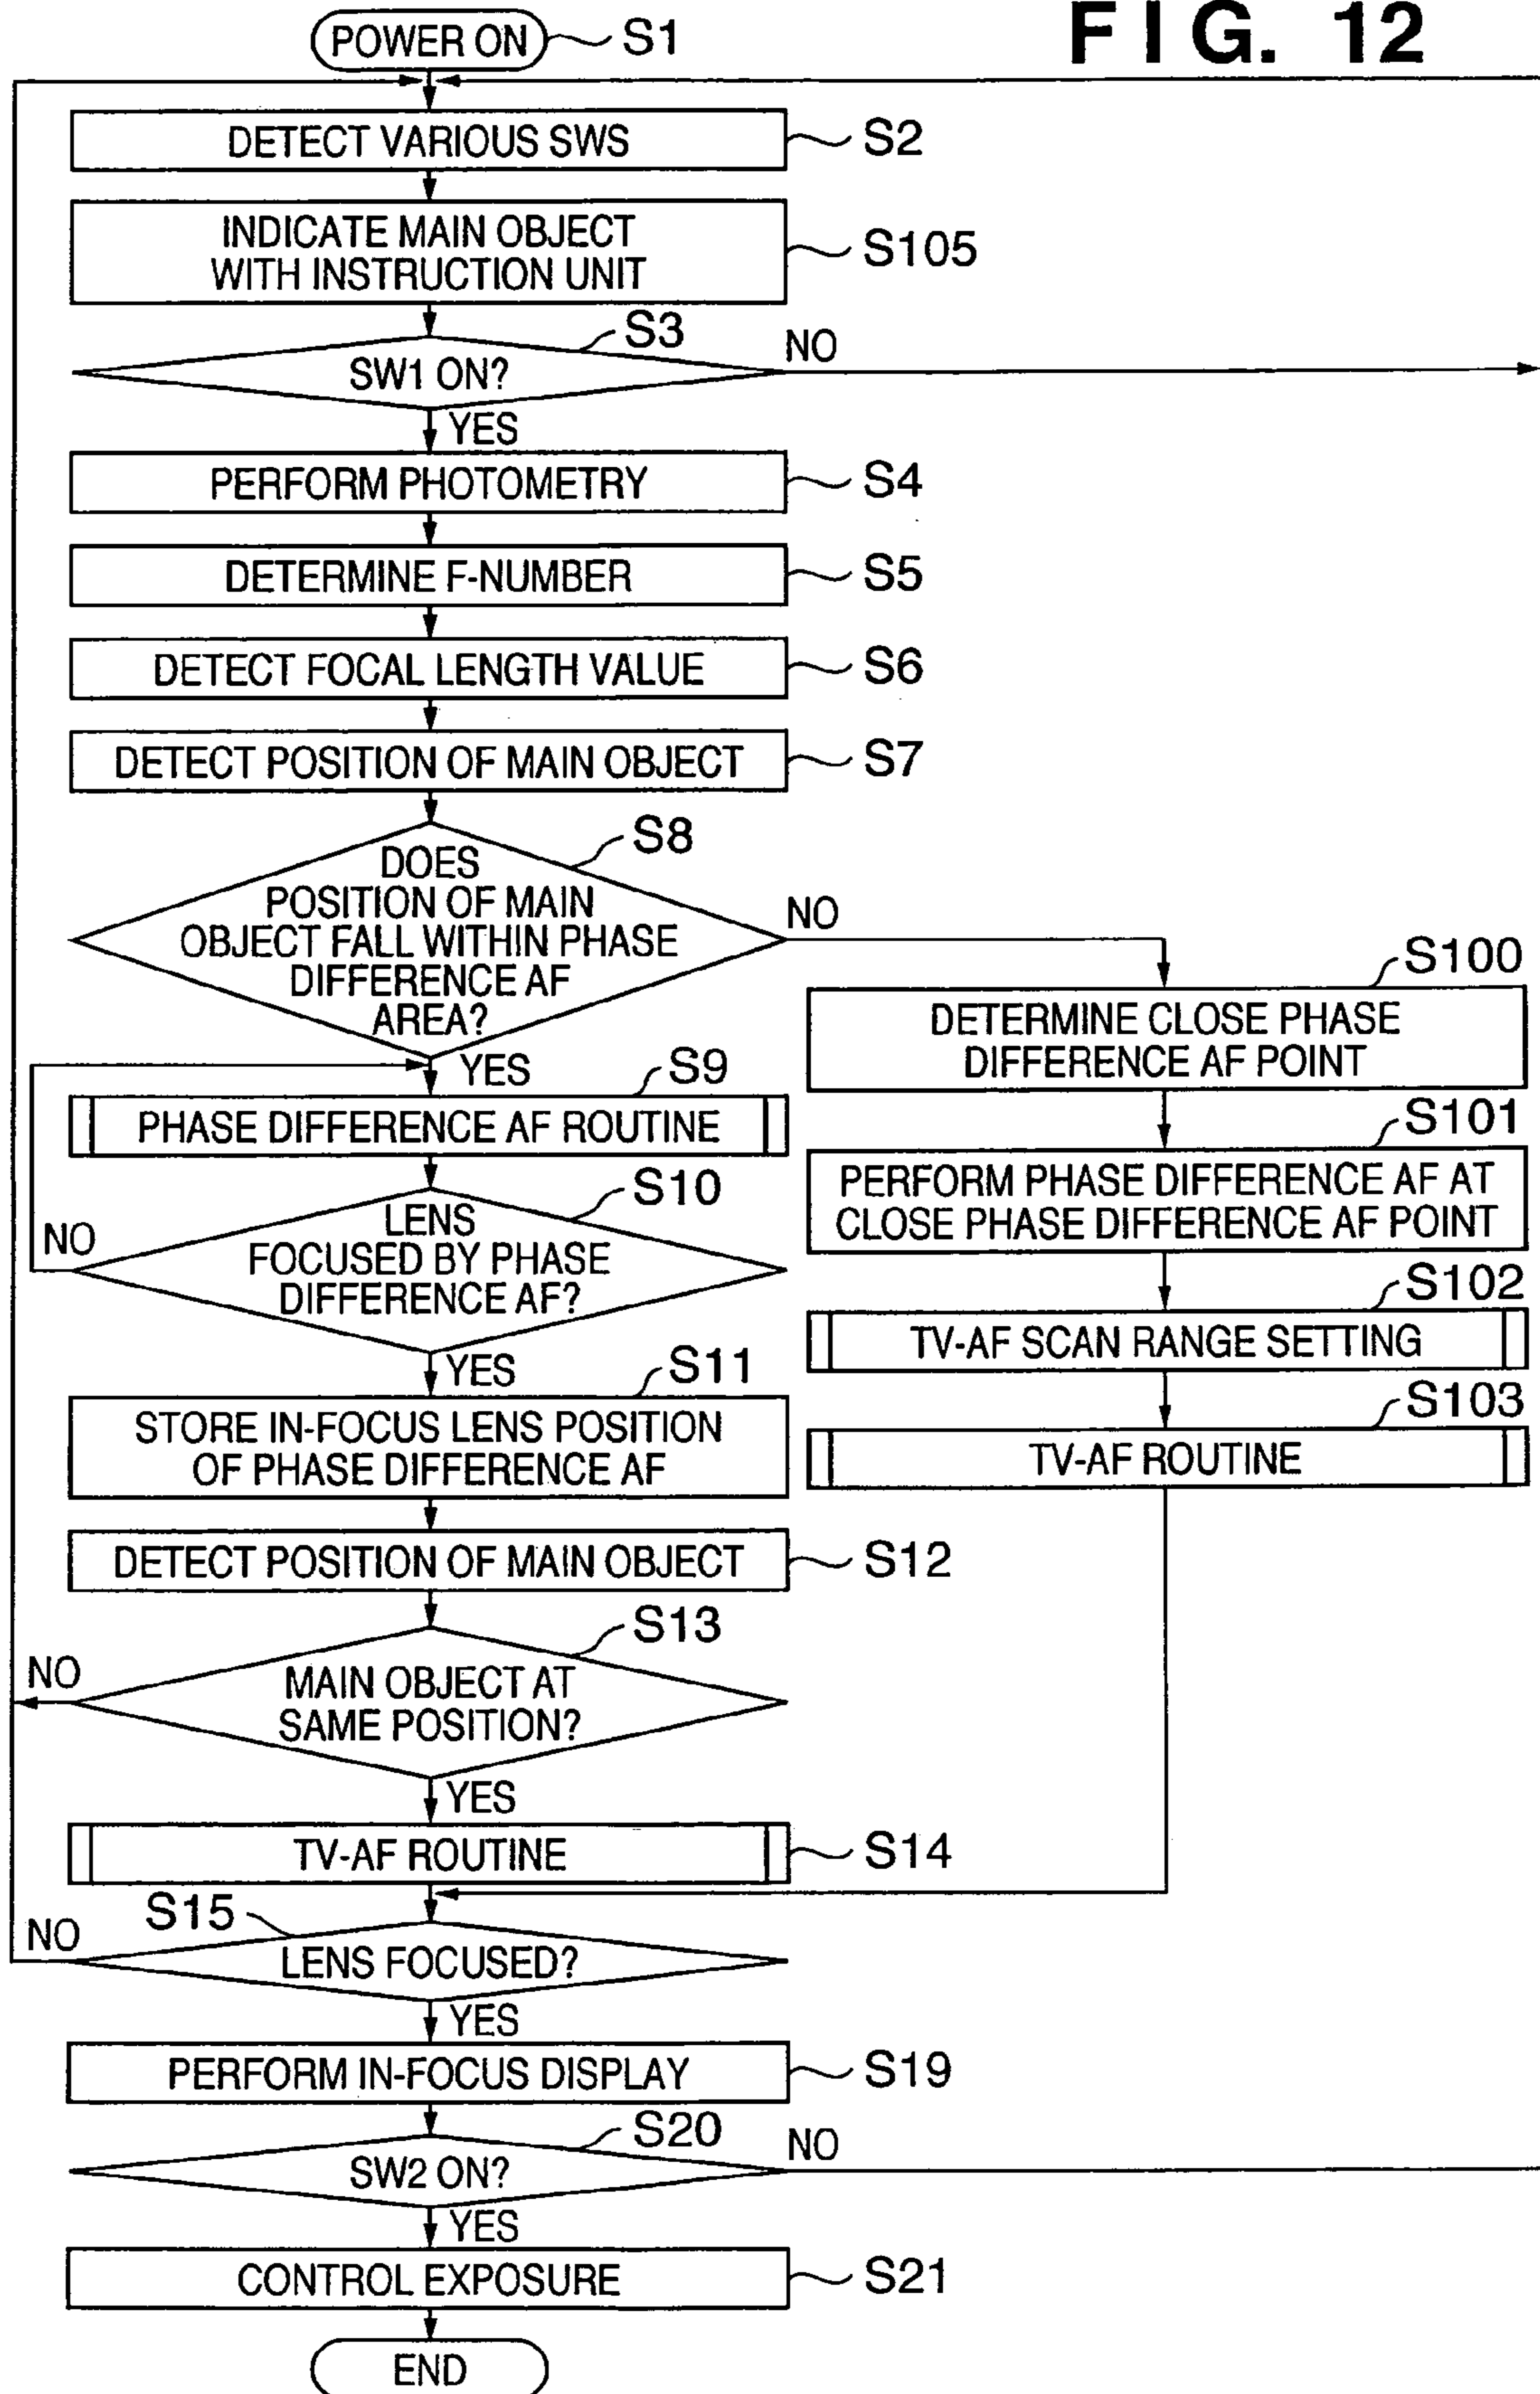 FIG. 12
POWER ON
S1
DETECT VARIOUS SWS
S2
INDICATE MAIN OBJECT
WITH INSTRUCTION UNIT
S105
S3
SW1 ON?
NO
YES
PERFORM PHOTOMETRY
S4
DETERMINE F-NUMBER
S5
DETECT FOCAL LENGTH VALUE
S6
DETECT POSITION OF MAIN OBJECT
S7
S8
DOES
POSITION OF MAIN
OBJECT FALL WITHIN PHASE
DIFFERENCE AF
AREA?
NO
YES
S100
DETERMINE CLOSE PHASE
DIFFERENCE AF POINT
S101
PERFORM PHASE DIFFERENCE AF AT
CLOSE PHASE DIFFERENCE AF POINT
S102
TV-AF SCAN RANGE SETTING
S103
TV-AF ROUTINE
S9
PHASE DIFFERENCE AF ROUTINE
S10
LENS
FOCUSED BY PHASE
DIFFERENCE AF?
NO
YES
S11
STORE IN-FOCUS LENS POSITION
OF PHASE DIFFERENCE AF
DETECT POSITION OF MAIN OBJECT
S12
S13
MAIN OBJECT AT
SAME POSITION?
NO
YES
TV-AF ROUTINE
S14
S15
LENS FOCUSED?
NO
YES
PERFORM IN-FOCUS DISPLAY
S19
S20
SW2 ON?
NO
YES
CONTROL EXPOSURE
S21
END